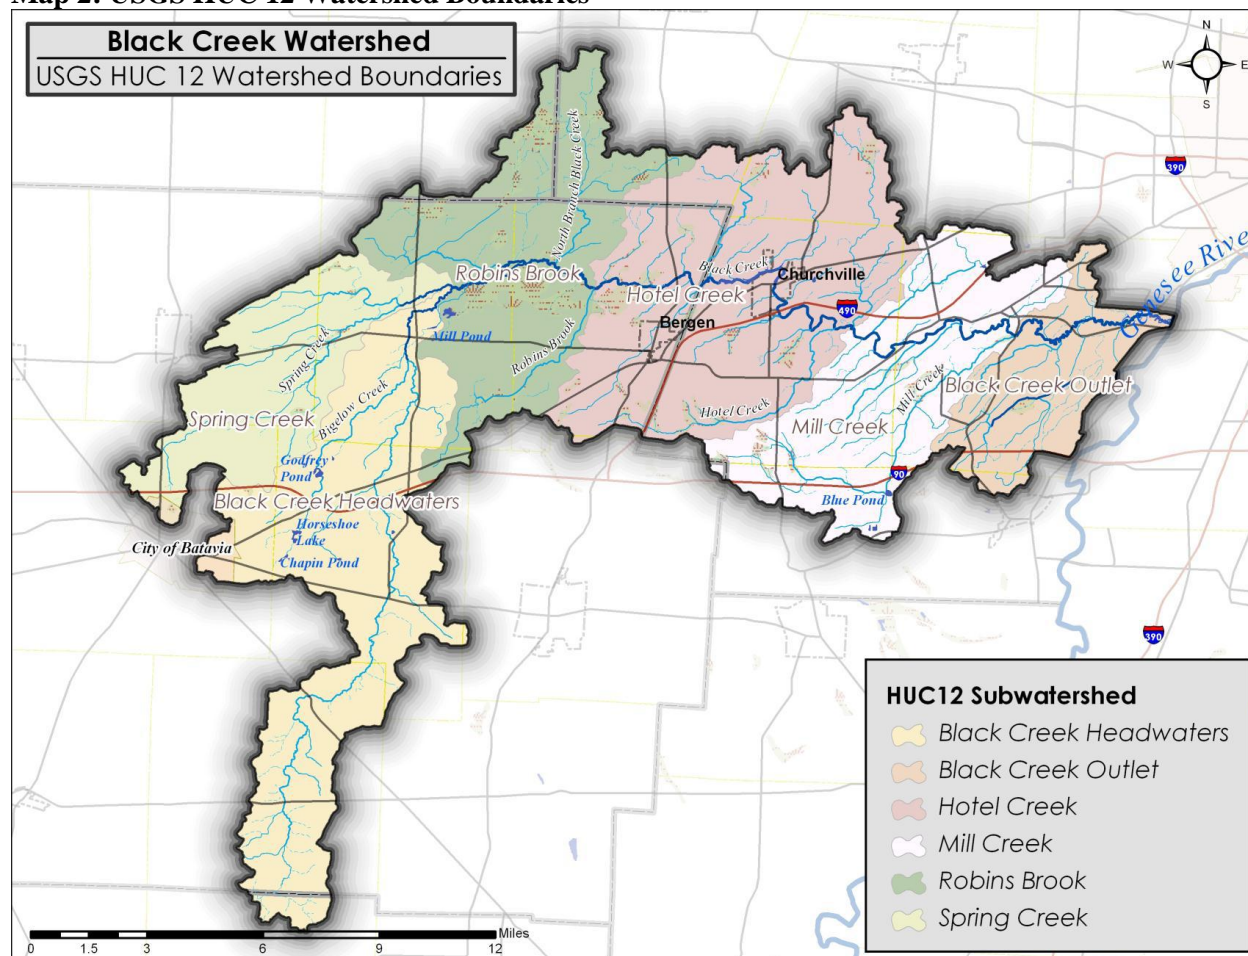 Map 2: USGS HUC 12 Watershed Boundaries
Black Creek Watershed
USGS HUC 12 Watershed Boundaries
N
W
E
S
390
North Branch Black Creek
Genesee River
Robins Brook
Black Creek
Churchville
Hotel Creek
490
Bergen
Mill Pond
Spring Creek
Robins Brook
Bigelow Creek
Mill Creek
Black Creek Outlet
Spring Creek
Hotel Creek
Mill Creek
Godfrey
Pond
90
Blue Pond
Black Creek Headwaters
Horseshoe
Lake
City of Batavia
Chapin Pond
390
HUC12 Subwatershed
Black Creek Headwaters
Black Creek Outlet
Hotel Creek
Mill Creek
Robins Brook
Spring Creek
Miles
0 1.5 3 6 9 12